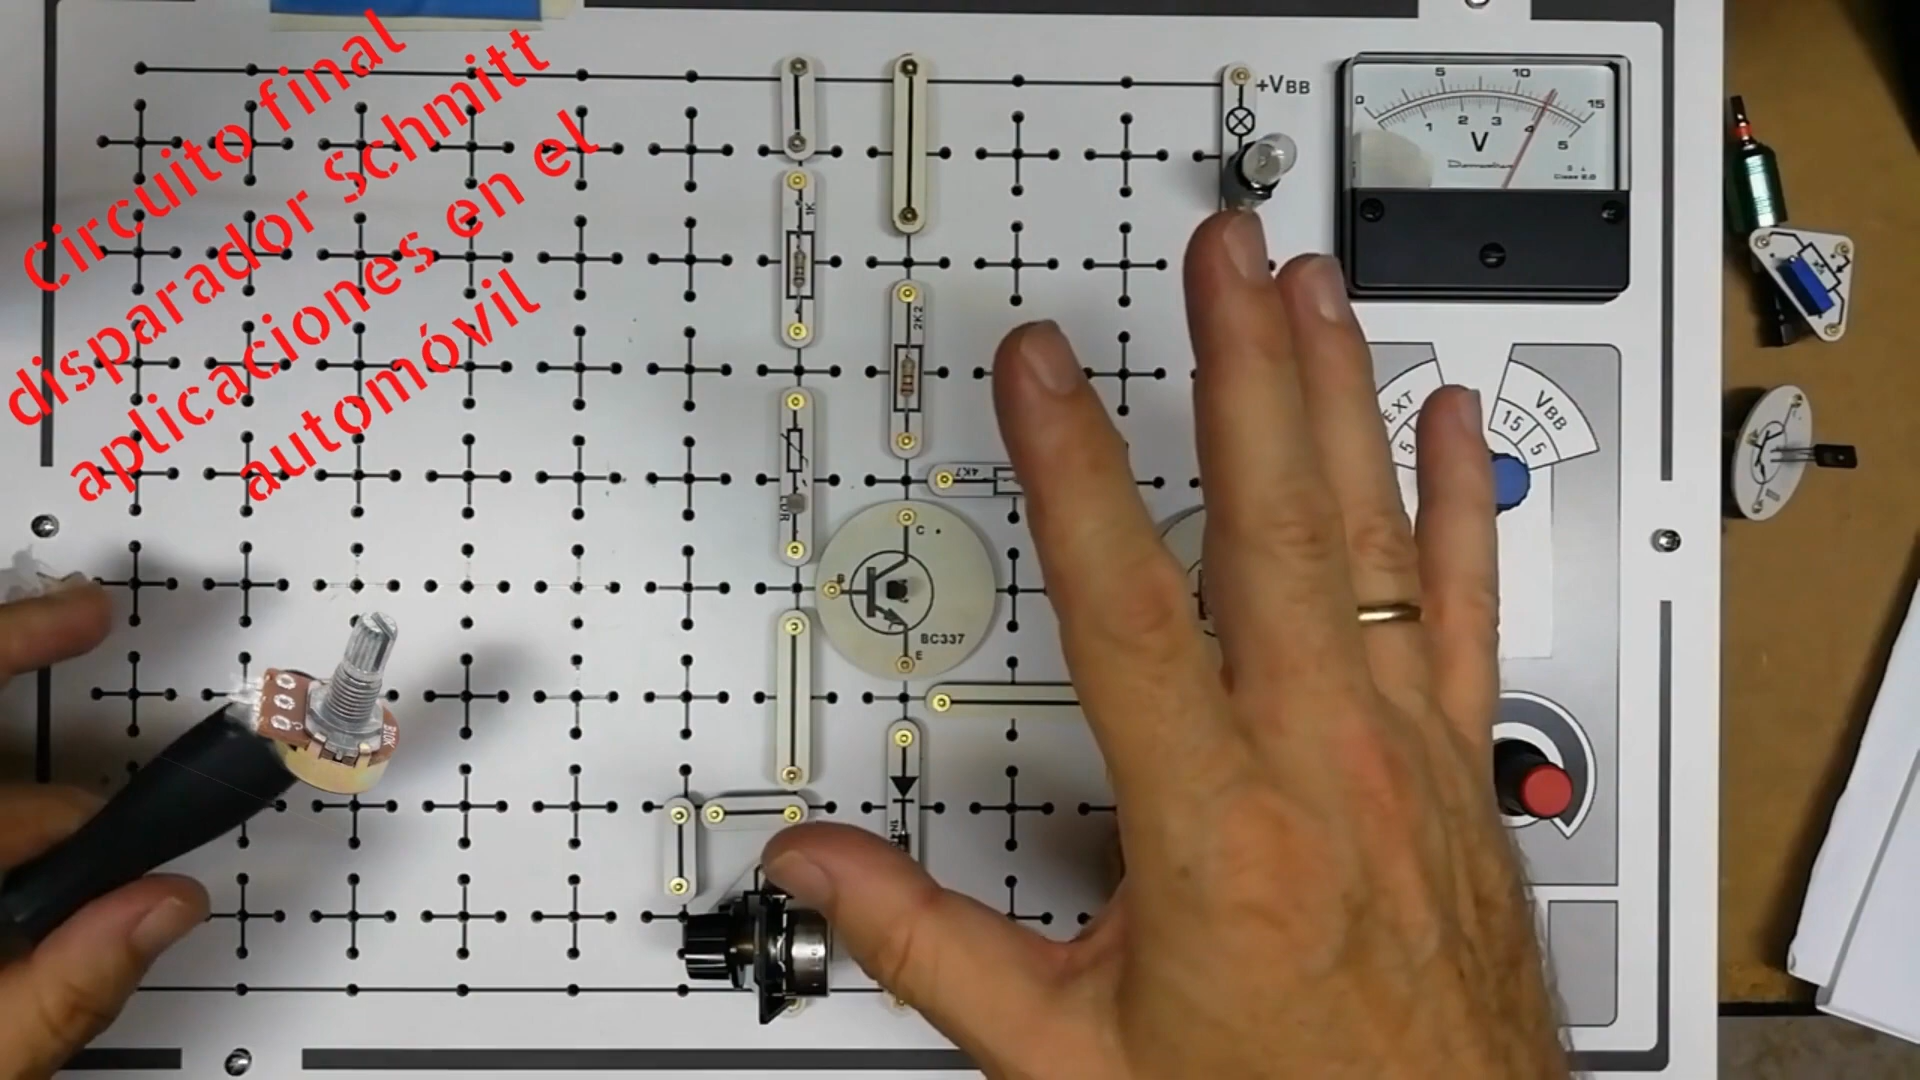 Circuito final
disparador Schmitt
aplicaciones en el
automóvil
+VBB
0 5 10 15
1 2 3 4 5
V
1K
2K2
LDR
4K7
C
B
E
BC337
EXT
5
VBB
15
5
B10K